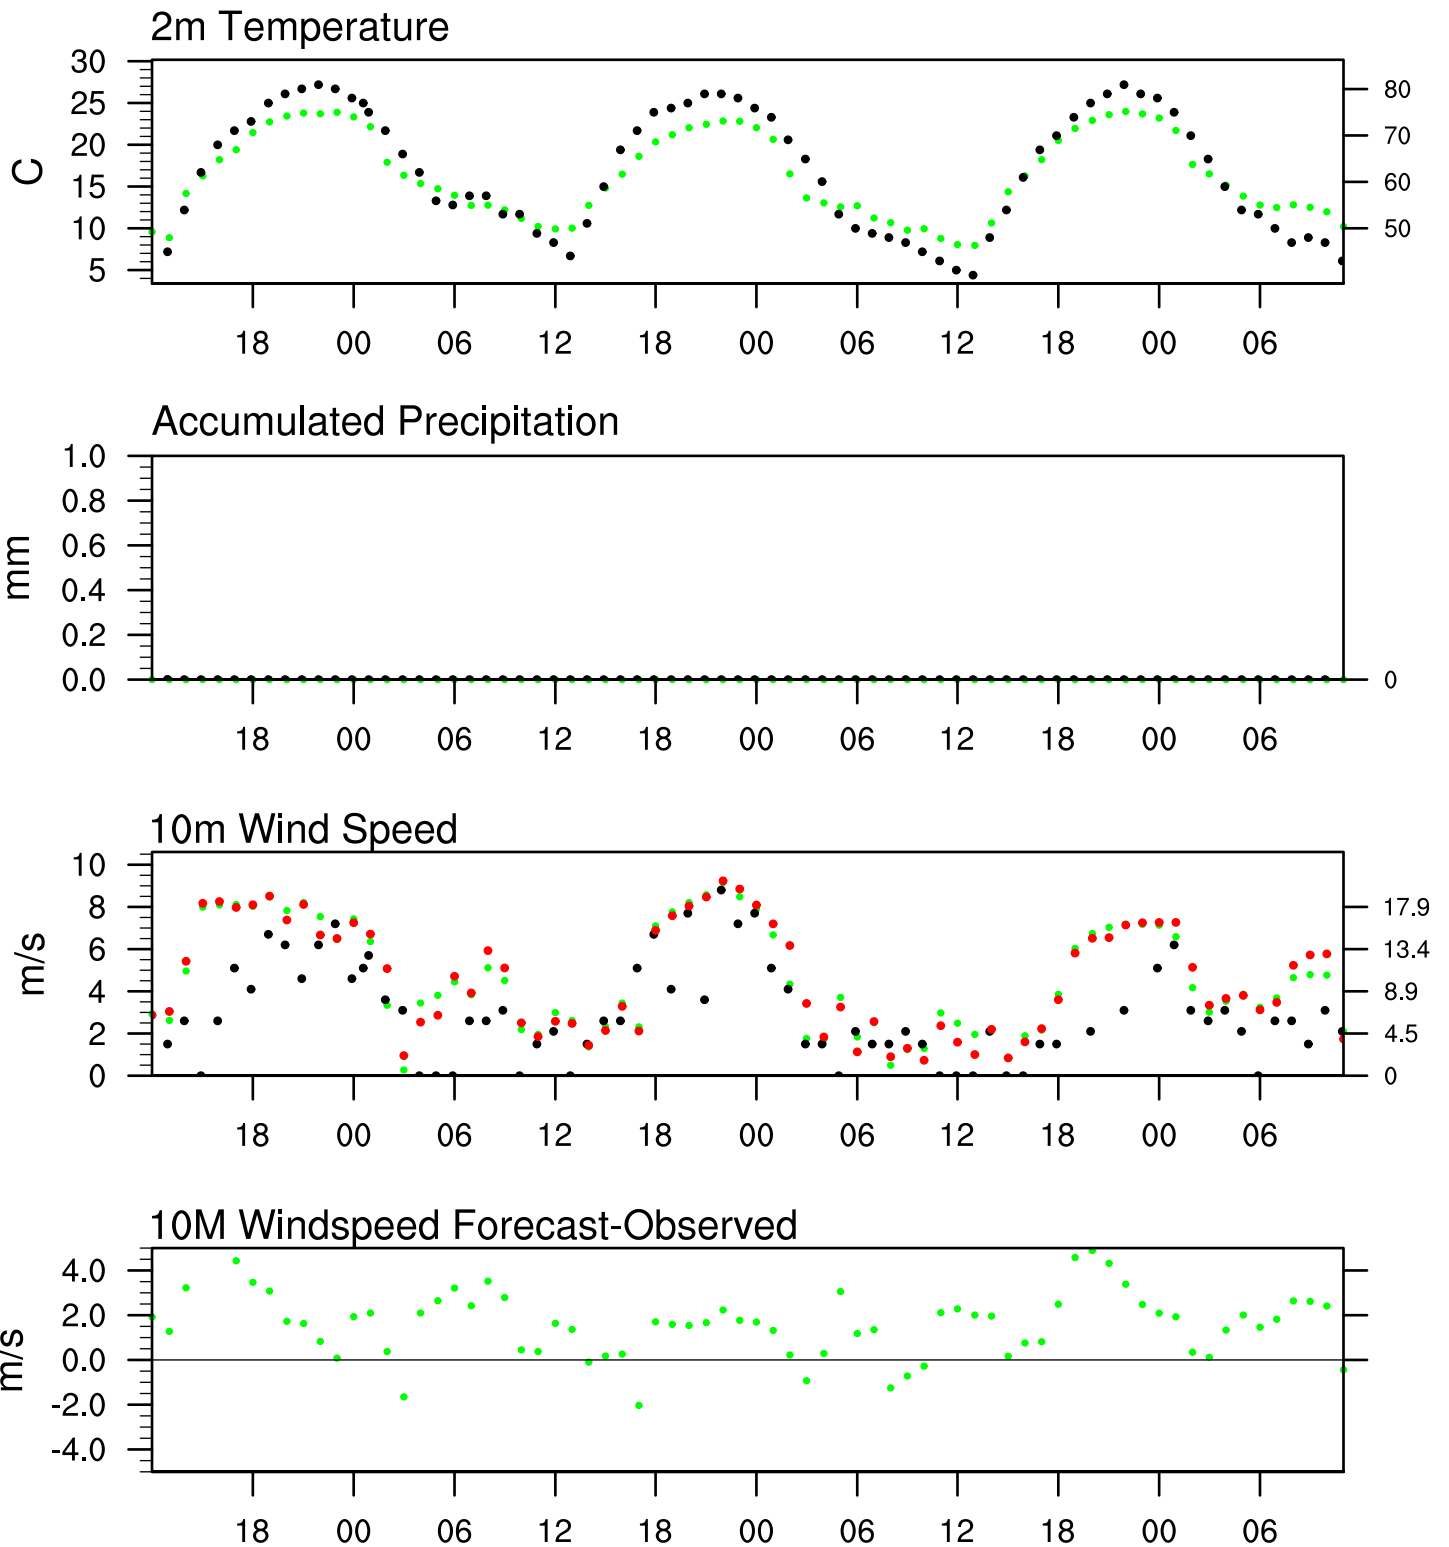 2m Temperature
30
25
20
15
10
5
C
80
70
60
50
18 00 06 12 18 00 06 12 18 00 06
Accumulated Precipitation
1.0
0.8
0.6
0.4
0.2
0.0
mm
0
18 00 06 12 18 00 06 12 18 00 06
10m Wind Speed
10
8
6
4
2
0
m/s
17.9
13.4
8.9
4.5
0
18 00 06 12 18 00 06 12 18 00 06
10M Windspeed Forecast-Observed
4.0
2.0
0.0
-2.0
-4.0
m/s
18 00 06 12 18 00 06 12 18 00 06